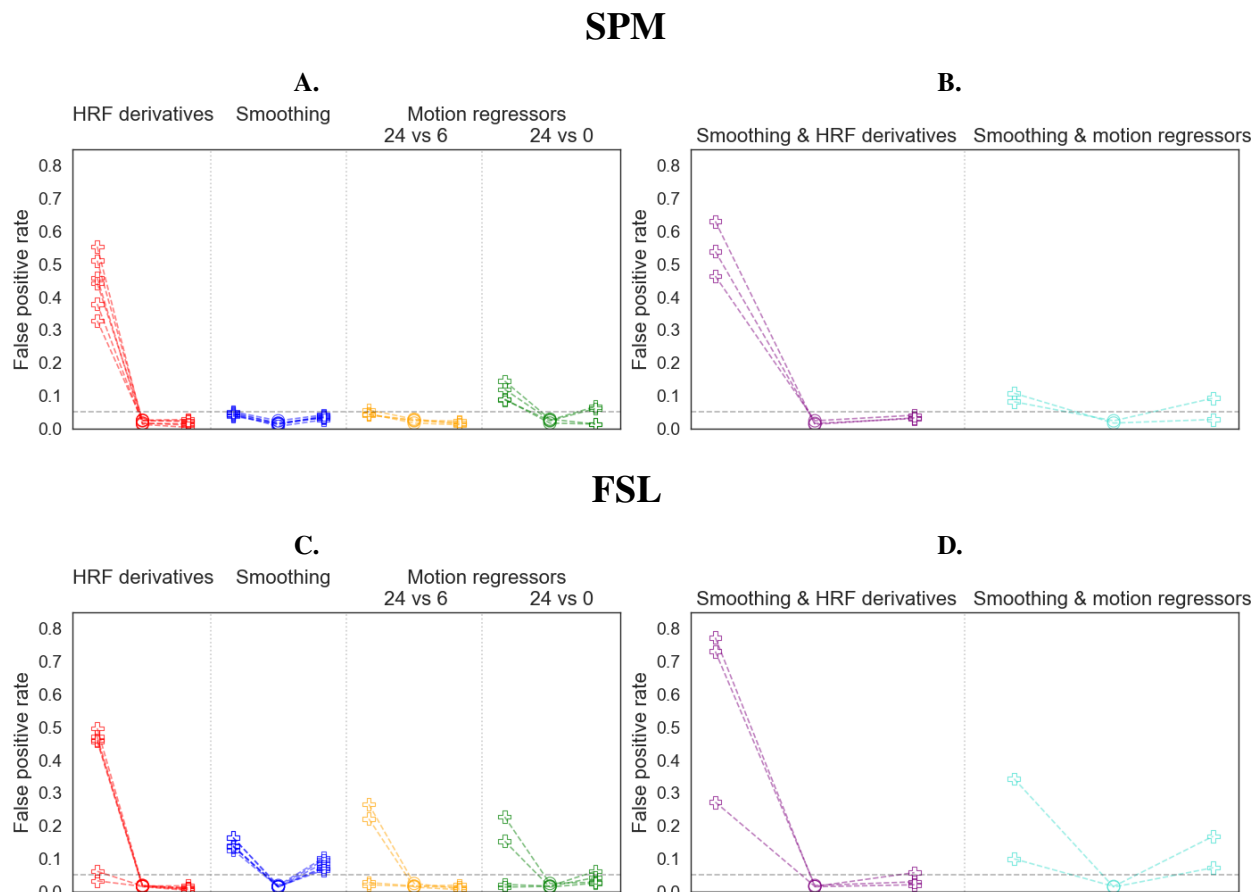 SPM
A.
HRF derivatives Smoothing Motion regressors
24 vs 6 24 vs 0
False positive rate
0.8
0.7
0.6
0.5
0.4
0.3
0.2
0.1
0.0
B.
Smoothing & HRF derivatives Smoothing & motion regressors
False positive rate
0.8
0.7
0.6
0.5
0.4
0.3
0.2
0.1
0.0
FSL
C.
HRF derivatives Smoothing Motion regressors
24 vs 6 24 vs 0
False positive rate
0.8
0.7
0.6
0.5
0.4
0.3
0.2
0.1
0.0
D.
Smoothing & HRF derivatives Smoothing & motion regressors
False positive rate
0.8
0.7
0.6
0.5
0.4
0.3
0.2
0.1
0.0